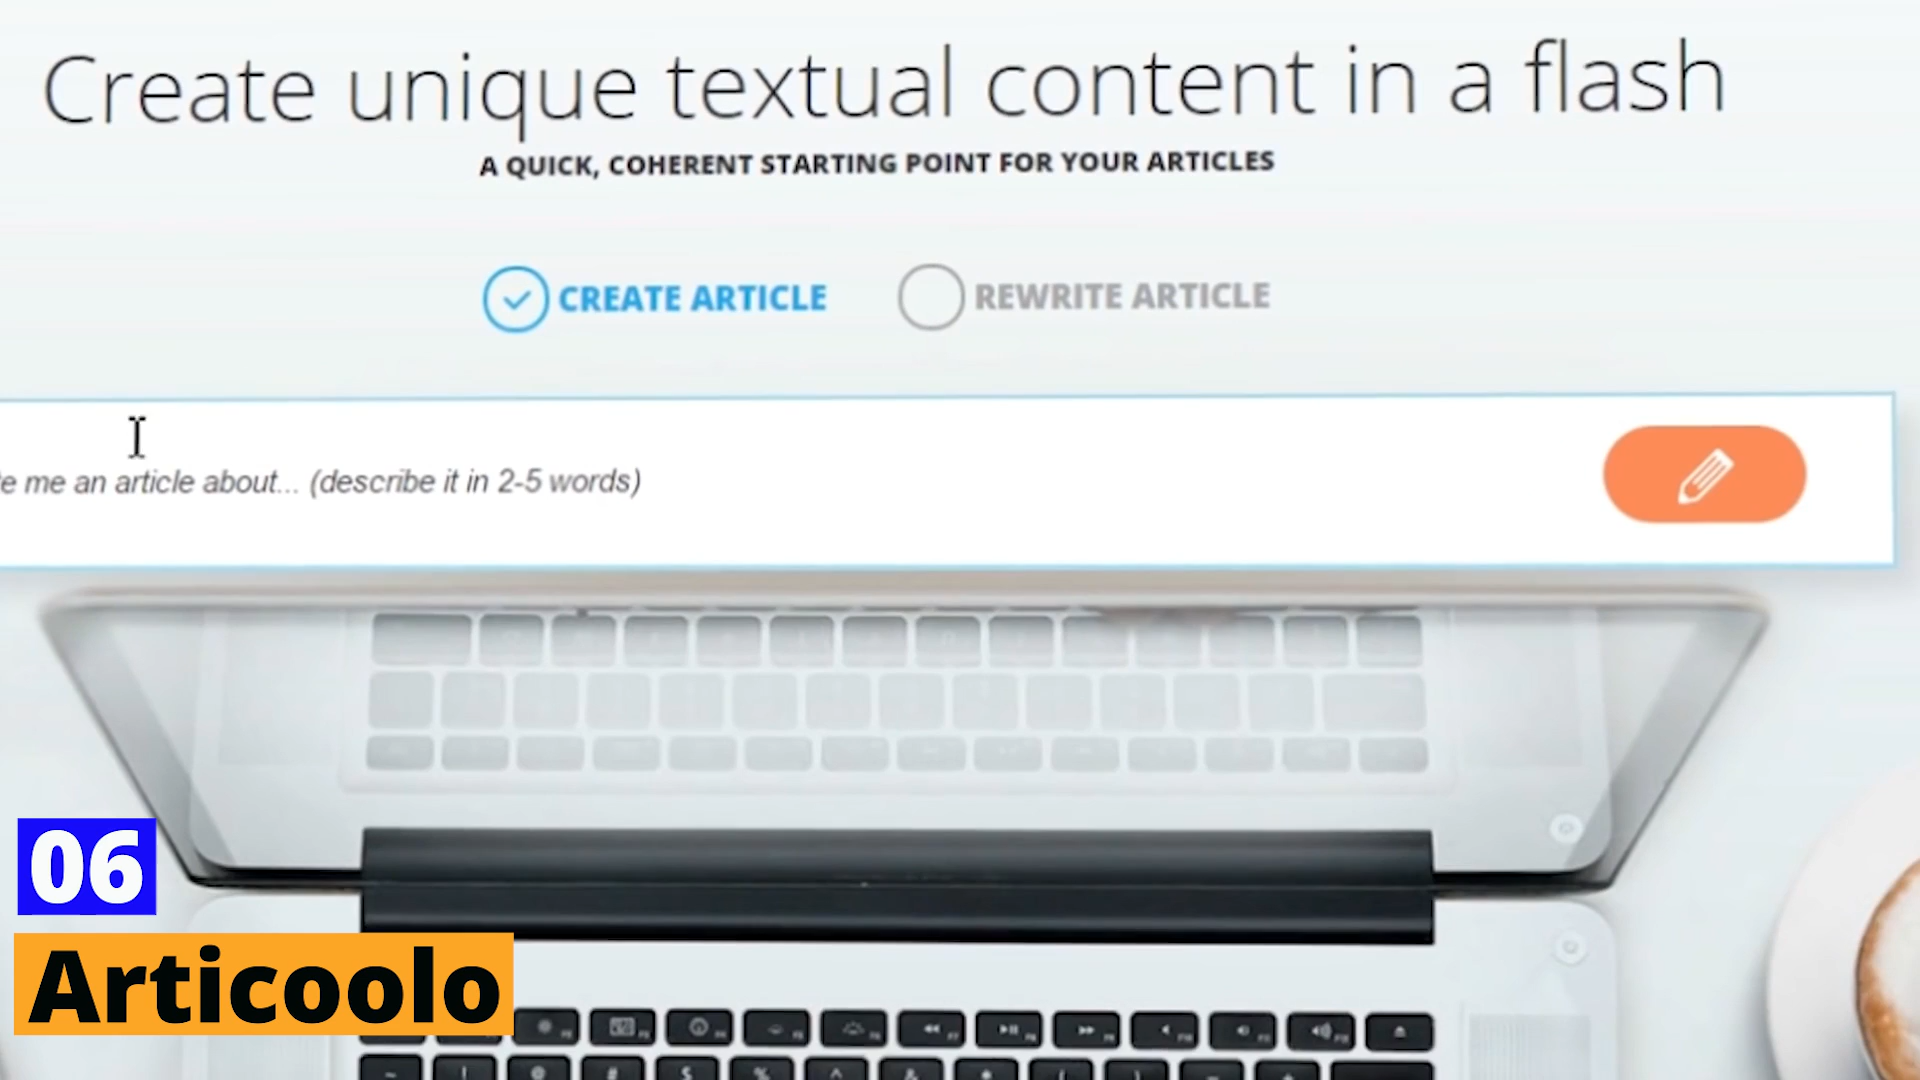 Create unique textual content in a flash
A QUICK, COHERENT STARTING POINT FOR YOUR ARTICLES
CREATE ARTICLE REWRITE ARTICLE
me an article about... (describe it in 2-5 words)
06
Articoolo